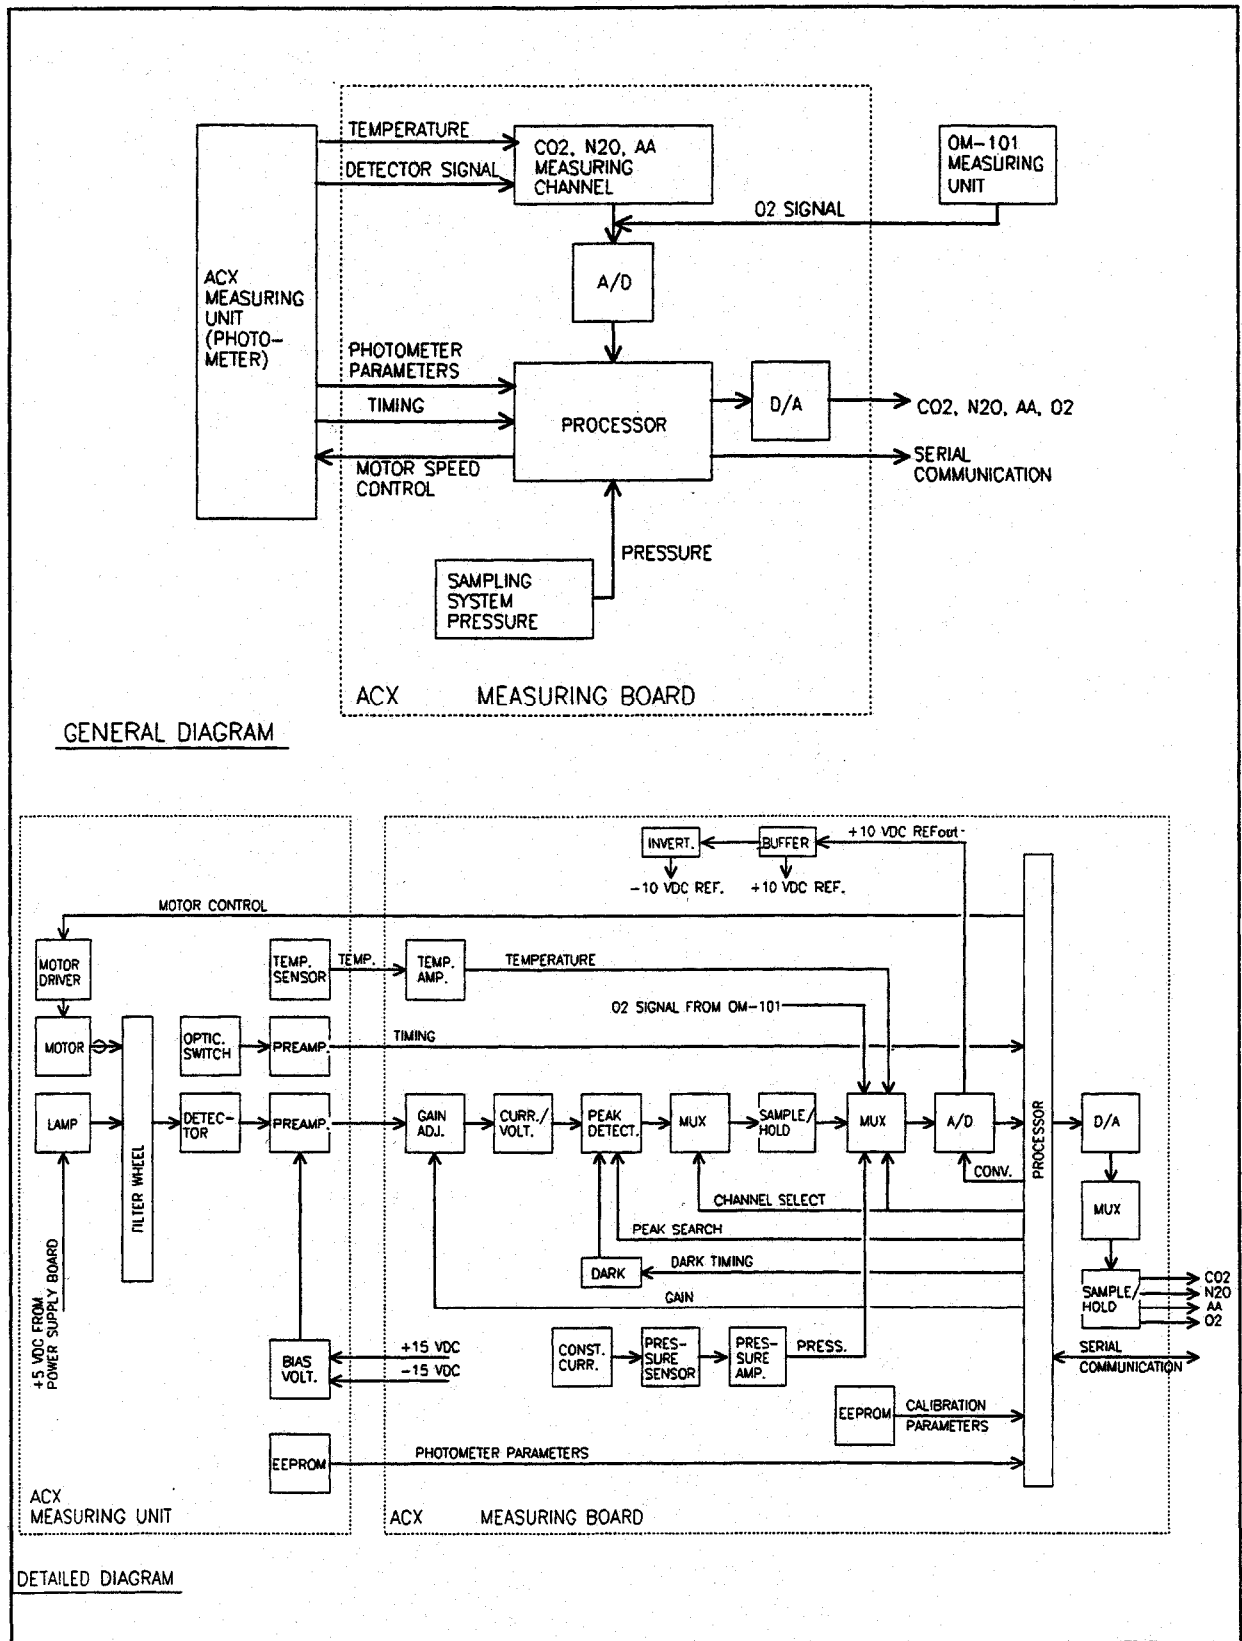 TEMPERATURE
DETECTOR SIGNAL
CO2, N2O, AA
MEASURING
CHANNEL
OM-101
MEASURING
UNIT
O2 SIGNAL
ACX
MEASURING
UNIT
(PHOTO-
METER)
A/D
PHOTOMETER
PARAMETERS
TIMING
MOTOR SPEED
CONTROL
PROCESSOR
D/A
CO2, N2O, AA, O2
SERIAL
COMMUNICATION
PRESSURE
SAMPLING
SYSTEM
PRESSURE
ACX MEASURING BOARD
GENERAL DIAGRAM
INVERT.
BUFFER
+10 VDC REFout
-10 VDC REF.
+10 VDC REF.
MOTOR CONTROL
MOTOR
DRIVER
TEMP.
SENSOR
TEMP.
TEMP.
AMP.
TEMPERATURE
O2 SIGNAL FROM OM-101
MOTOR
OPTIC.
SWITCH
PREAMP.
TIMING
LAMP
FILTER WHEEL
DETEC-
TOR
PREAMP.
GAIN
ADJ.
CURR./
VOLT.
PEAK
DETECT.
MUX
SAMPLE/
HOLD
MUX
A/D
PROCESSOR
D/A
CONV.
CHANNEL SELECT
MUX
PEAK SEARCH
DARK
DARK TIMING
GAIN
SAMPLE/
HOLD
CO2
N2O
AA
O2
+5 VDC FROM
POWER SUPPLY BOARD
BIAS
VOLT.
+15 VDC
-15 VDC
CONST.
CURR.
PRES-
SURE
SENSOR
PRES-
SURE
AMP.
PRESS.
SERIAL
COMMUNICATION
EEPROM
CALIBRATION
PARAMETERS
EEPROM
PHOTOMETER PARAMETERS
ACX
MEASURING UNIT
ACX MEASURING BOARD
DETAILED DIAGRAM